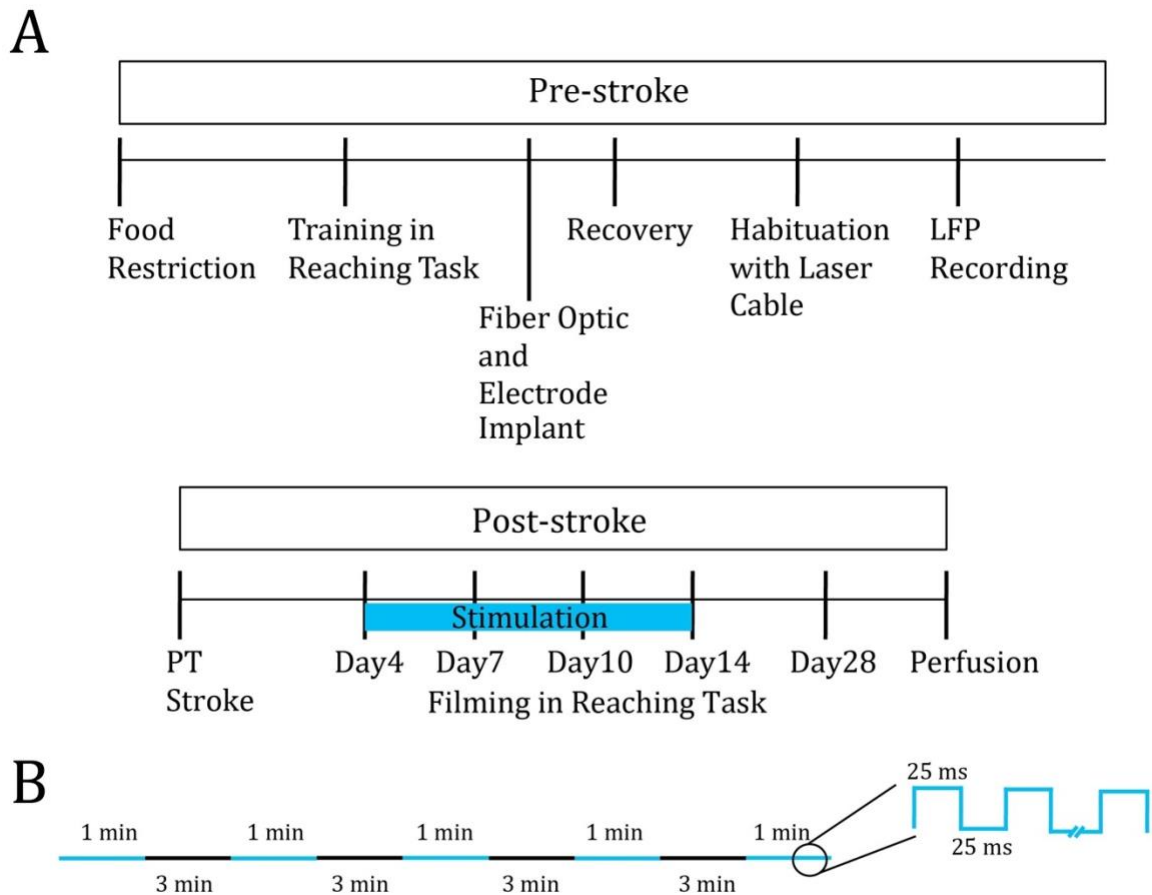 A
Pre-stroke
Food
Restriction
Training in
Reaching Task
Fiber Optic
and
Electrode
Implant
Recovery
Habituation
with Laser
Cable
LFP
Recording
Post-stroke
Stimulation
PT
Stroke
Day4
Day7
Day10
Day14
Day28
Perfusion
Filming in Reaching Task
B
1 min
1 min
1 min
1 min
1 min
3 min
3 min
3 min
3 min
25 ms
25 ms